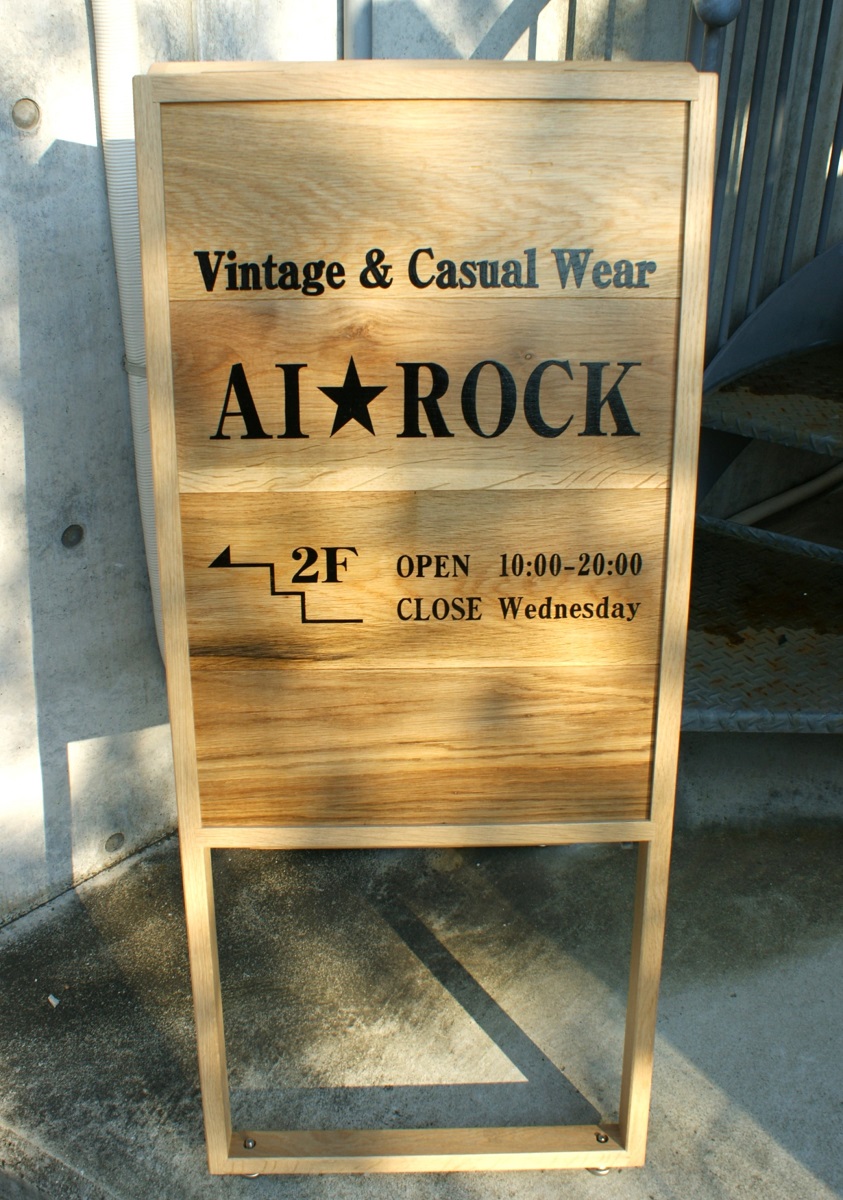 Vintage & Casual Wear
AI★ROCK
2F OPEN 10:00-20:00
CLOSE Wednesday